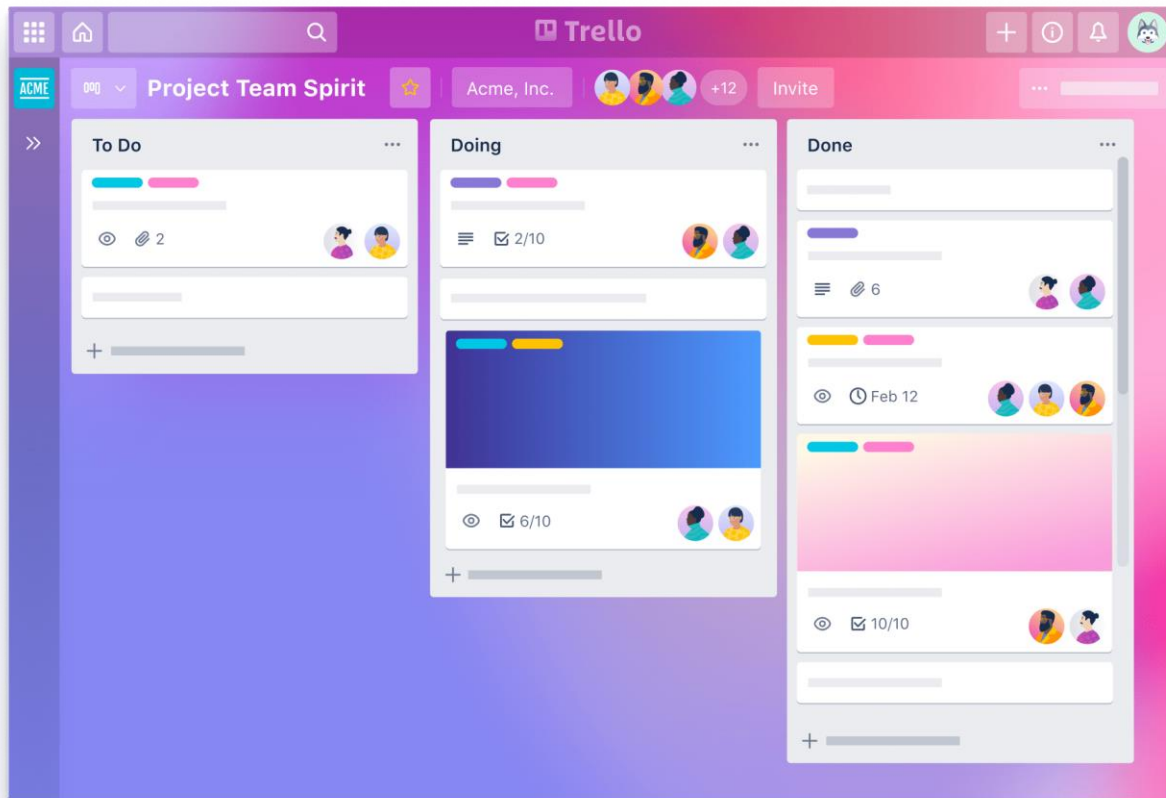 Trello
ACME
Project Team Spirit
Acme, Inc.
+12
Invite
To Do
2
Doing
2/10
6/10
Done
6
Feb 12
10/10